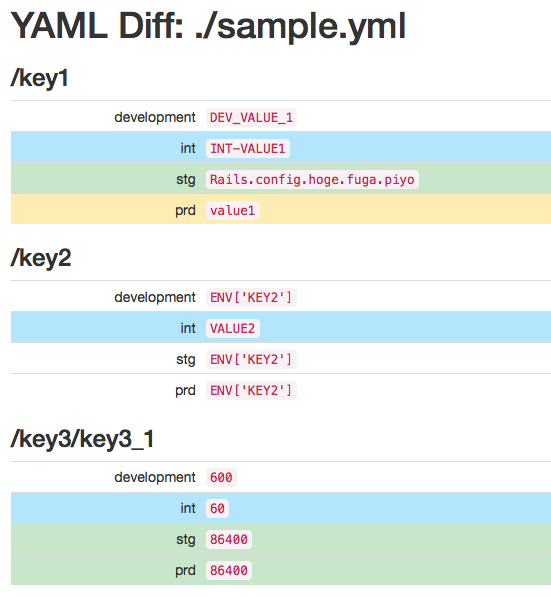 YAML Diff: ./sample.yml
/key1
development DEV_VALUE_1
int INT-VALUE1
stg Rails.config.hoge.fuga.piyo
prd value1
/key2
development ENV['KEY2']
int VALUE2
stg ENV['KEY2']
prd ENV['KEY2']
/key3/key3_1
development 600
int 60
stg 86400
prd 86400